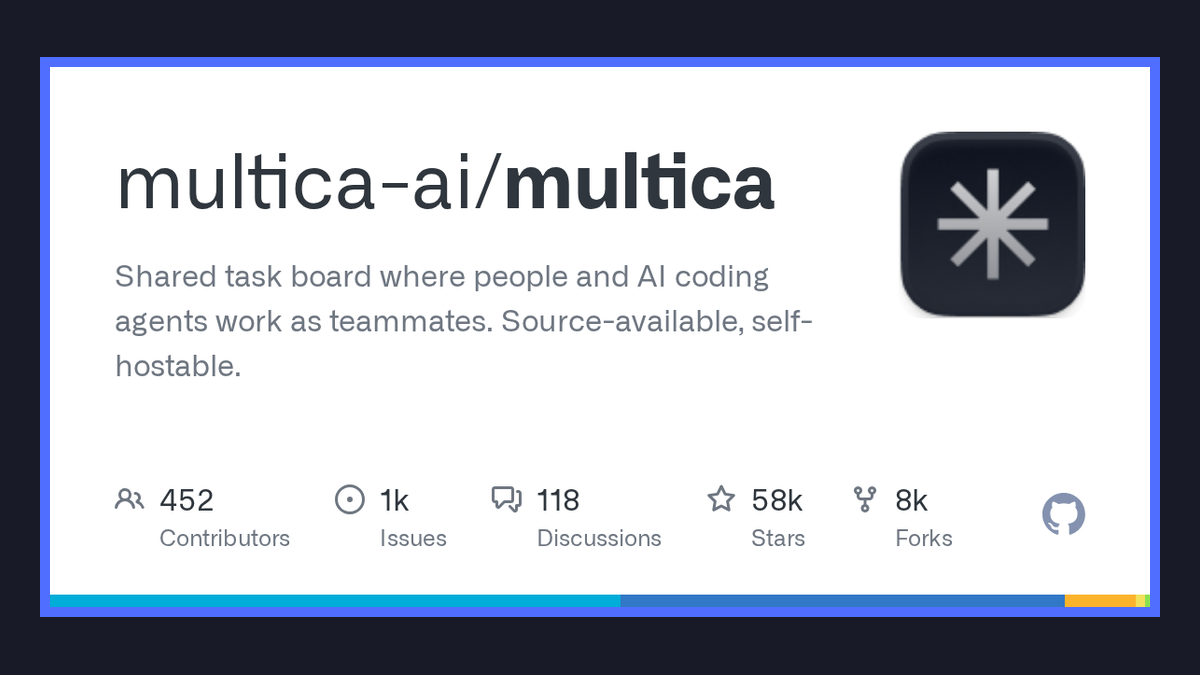 multica-ai/multica
Shared task board where people and AI coding
agents work as teammates. Source-available, self-
hostable.
452
Contributors
1k
Issues
118
Discussions
58k
Stars
8k
Forks